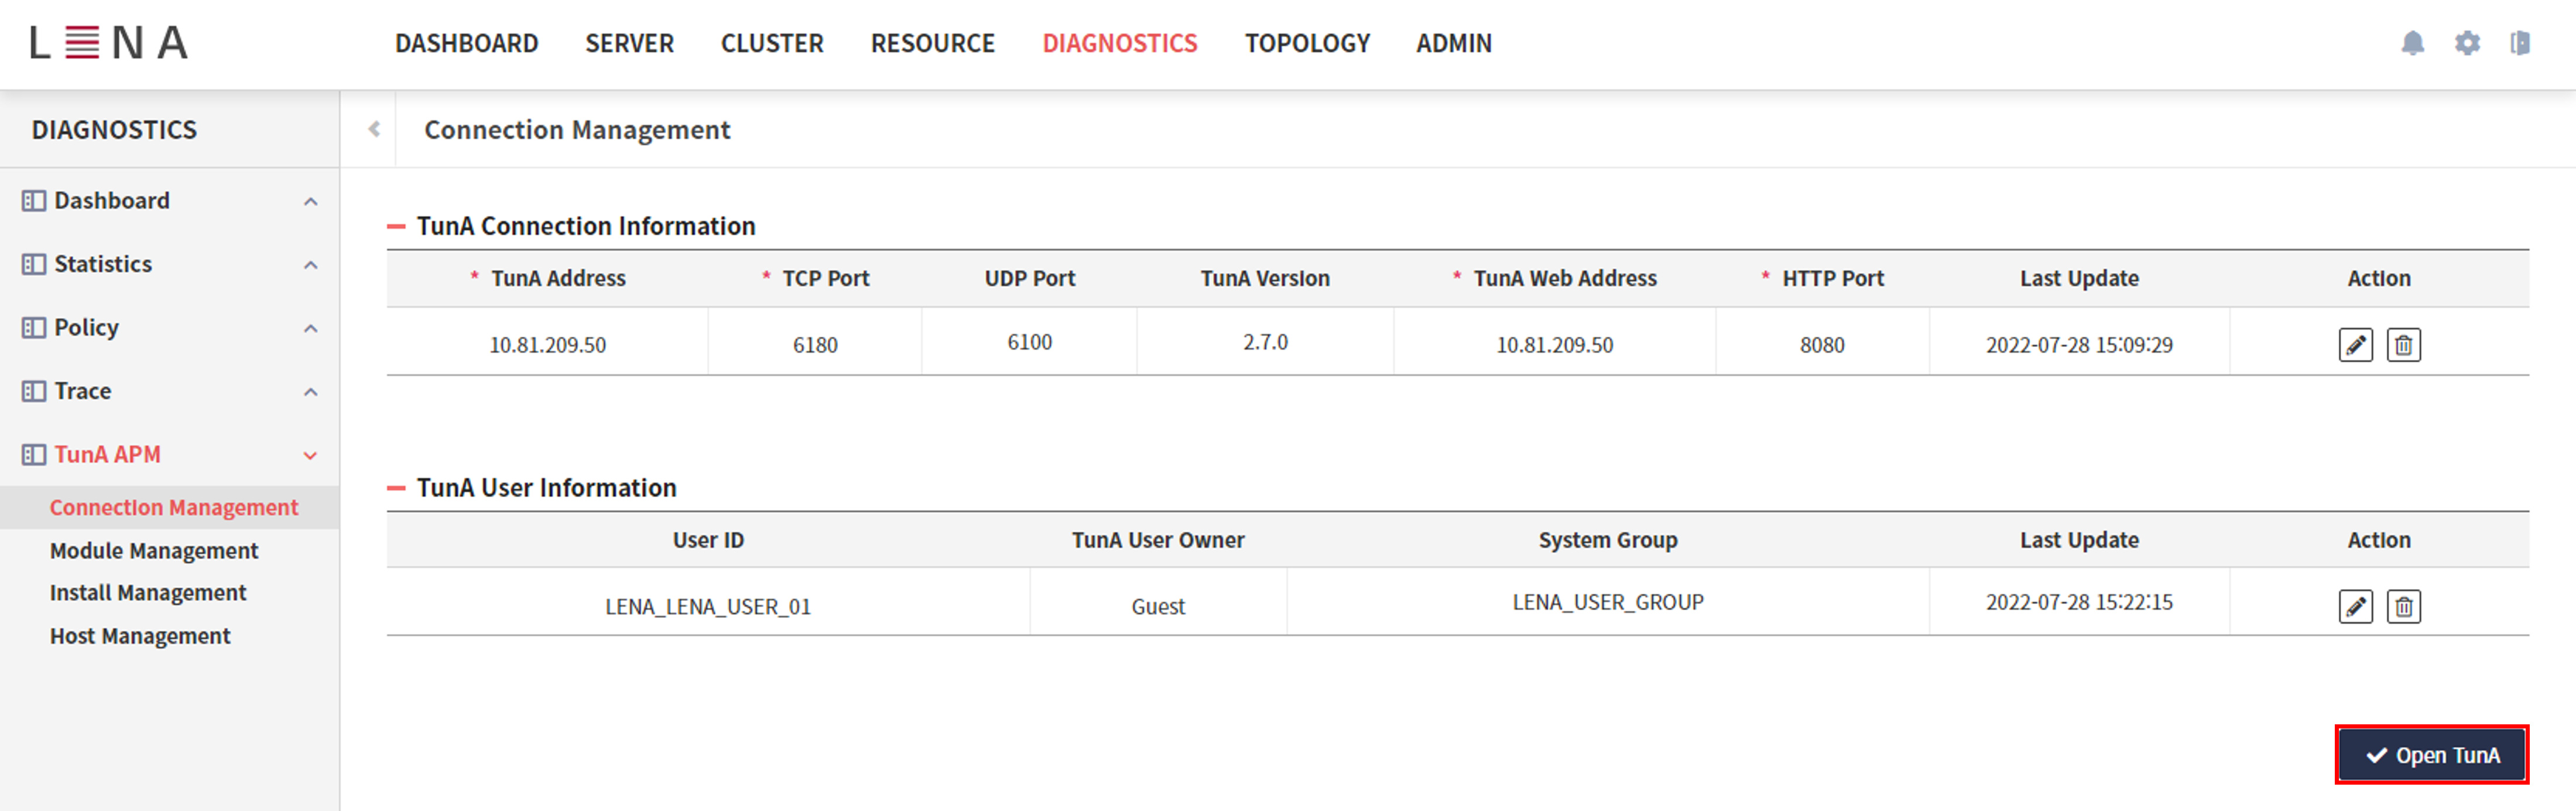 LENA DASHBOARD SERVER CLUSTER RESOURCE DIAGNOSTICS TOPOLOGY ADMIN
DIAGNOSTICS
Dashboard
Statistics
Policy
Trace
TunA APM
Connection Management
Module Management
Install Management
Host Management
Connection Management
TunA Connection Information
* TunA Address * TCP Port UDP Port TunA Version * TunA Web Address * HTTP Port Last Update Action
10.81.209.50 6180 6100 2.7.0 10.81.209.50 8080 2022-07-28 15:09:29
TunA User Information
User ID TunA User Owner System Group Last Update Action
LENA_LENA_USER_01 Guest LENA_USER_GROUP 2022-07-28 15:22:15
Open TunA